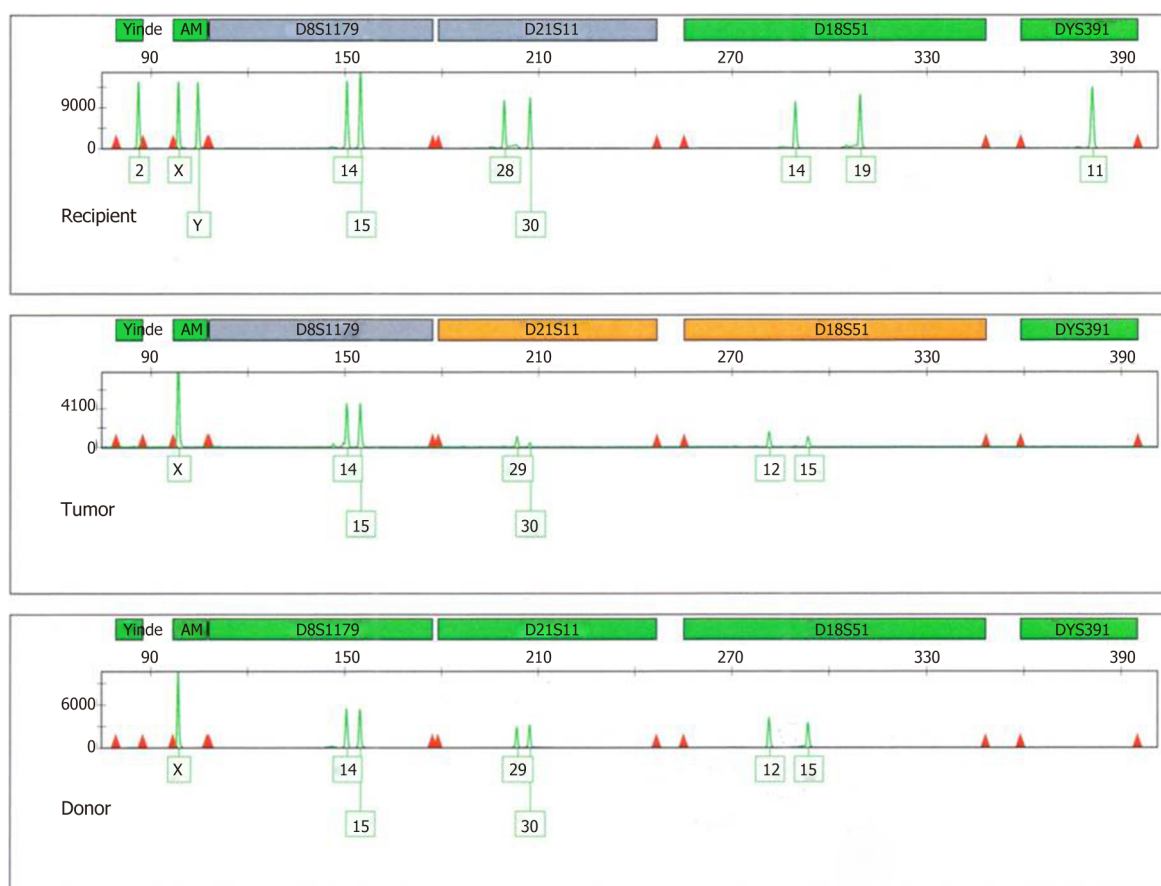 Yinde AM D8S1179 D21S11 D18S51 DYS391
90 150 210 270 330 390
9000
0
2 X 14 28 14 19 11
Recipient Y 15 30
Yinde AM D8S1179 D21S11 D18S51 DYS391
90 150 210 270 330 390
4100
0
X 14 29 12 15
Tumor 15 30
Yinde AM D8S1179 D21S11 D18S51 DYS391
90 150 210 270 330 390
6000
0
X 14 29 12 15
Donor 15 30